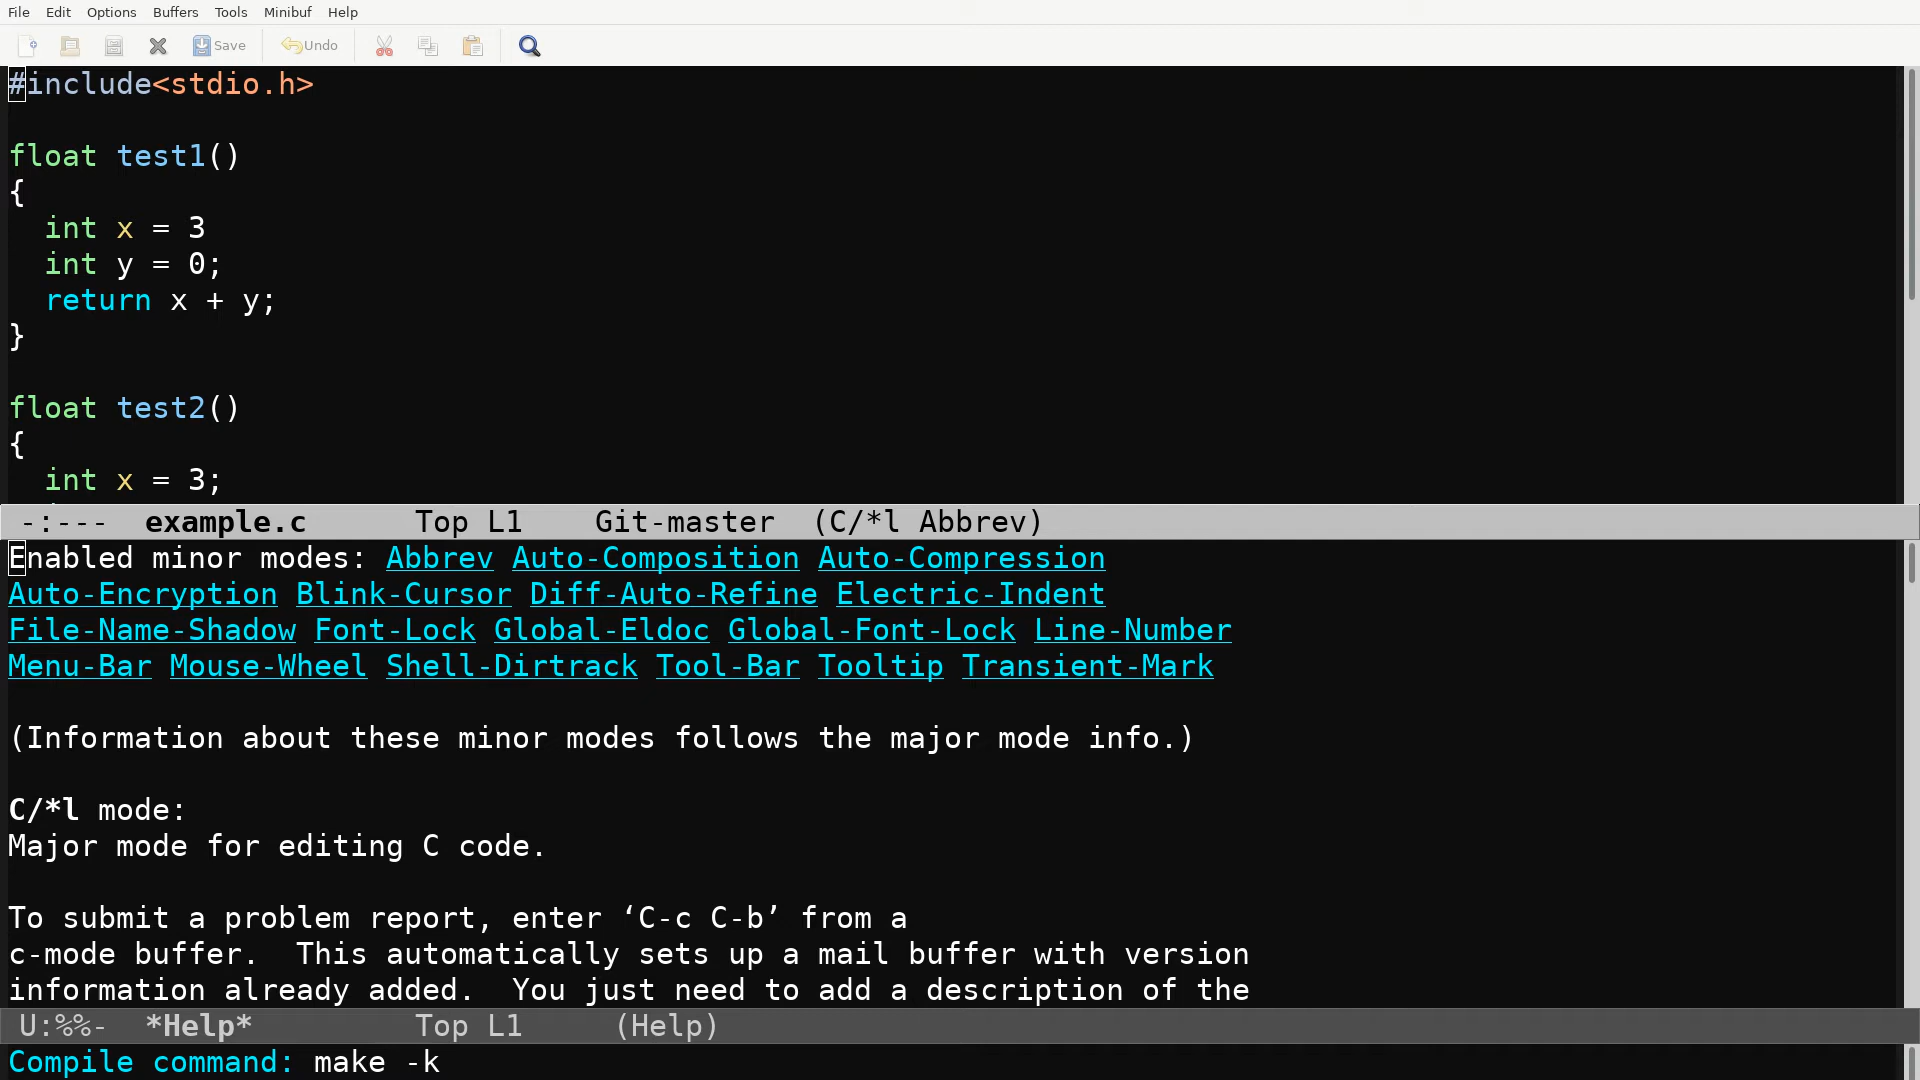 File Edit Options Buffers Tools Minibuf Help
Save Undo
#include<stdio.h>
float test1()
{
  int x = 3
  int y = 0;
  return x + y;
}
float test2()
{
  int x = 3;
-:---  example.c      Top L1    Git-master  (C/*l Abbrev)
Enabled minor modes: Abbrev Auto-Composition Auto-Compression
Auto-Encryption Blink-Cursor Diff-Auto-Refine Electric-Indent
File-Name-Shadow Font-Lock Global-Eldoc Global-Font-Lock Line-Number
Menu-Bar Mouse-Wheel Shell-Dirtrack Tool-Bar Tooltip Transient-Mark
(Information about these minor modes follows the major mode info.)
C/*l mode:
Major mode for editing C code.
To submit a problem report, enter ‘C-c C-b’ from a
c-mode buffer.  This automatically sets up a mail buffer with version
information already added.  You just need to add a description of the
U:%%-  *Help*         Top L1     (Help)
Compile command: make -k